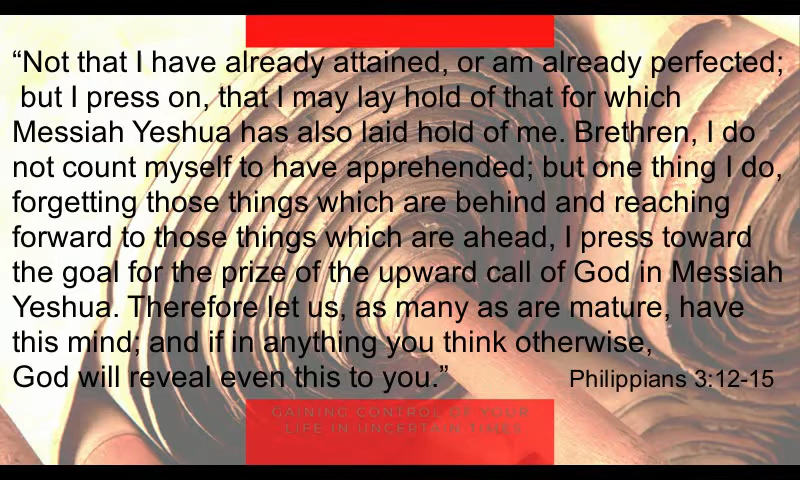 “Not that I have already attained, or am already perfected;
but I press on, that I may lay hold of that for which
Messiah Yeshua has also laid hold of me. Brethren, I do
not count myself to have apprehended; but one thing I do,
forgetting those things which are behind and reaching
forward to those things which are ahead, I press toward
the goal for the prize of the upward call of God in Messiah
Yeshua. Therefore let us, as many as are mature, have
this mind; and if in anything you think otherwise,
God will reveal even this to you.” Philippians 3:12-15
GAINING CONTROL OF YOUR
LIFE IN UNCERTAIN TIMES